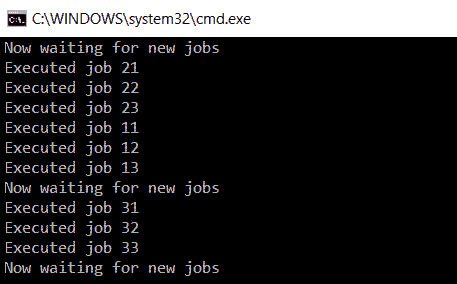 C:\WINDOWS\system32\cmd.exe
Now waiting for new jobs
Executed job 21
Executed job 22
Executed job 23
Executed job 11
Executed job 12
Executed job 13
Now waiting for new jobs
Executed job 31
Executed job 32
Executed job 33
Now waiting for new jobs